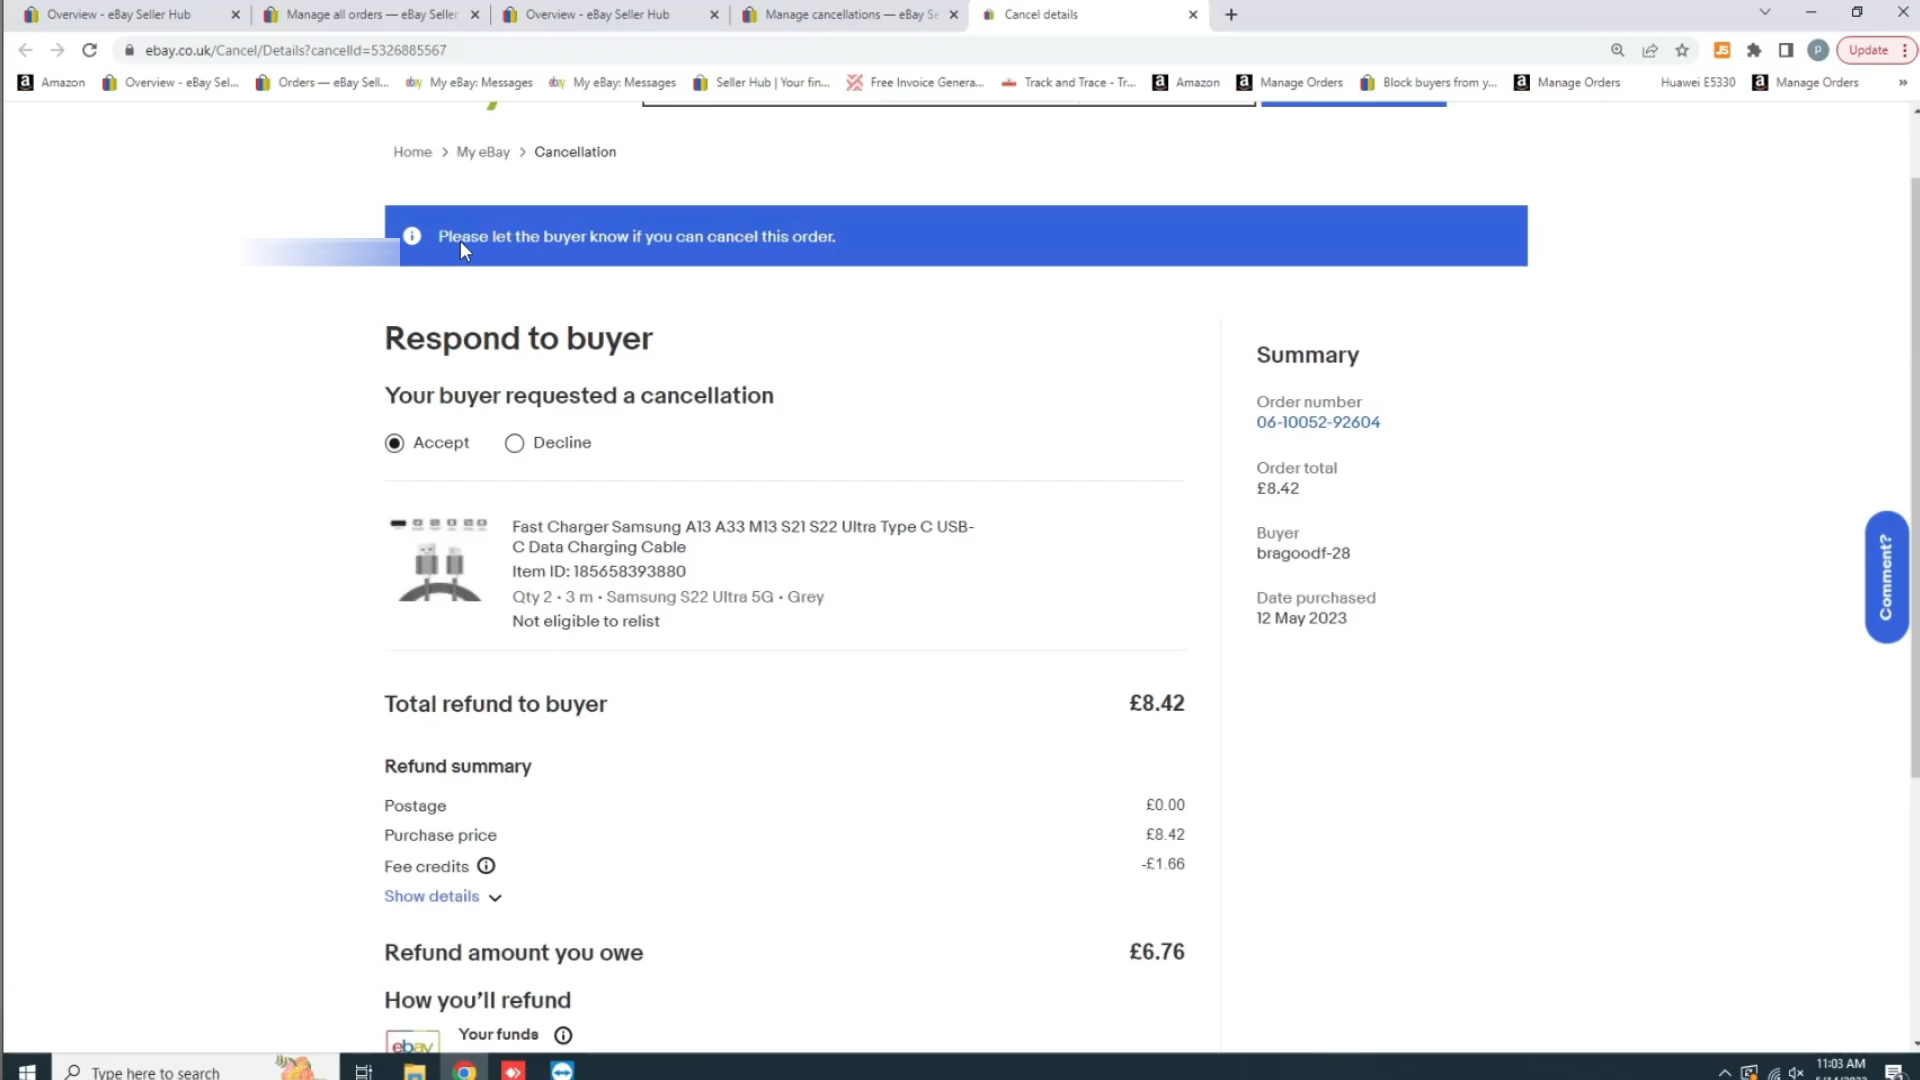 Overview - eBay Seller Hub
Manage all orders — eBay Seller
Overview - eBay Seller Hub
Manage cancellations — eBay Se
Cancel details
ebay.co.uk/Cancel/Details?cancelId=5326885567
Update
Amazon
Overview - eBay Sel...
Orders — eBay Sell...
My eBay: Messages
My eBay: Messages
Seller Hub | Your fin...
Free Invoice Genera...
Track and Trace - Tr...
Amazon
Manage Orders
Block buyers from y...
Manage Orders
Huawei E5330
Manage Orders
Home > My eBay > Cancellation
Please let the buyer know if you can cancel this order.
Respond to buyer
Your buyer requested a cancellation
Accept
Decline
Fast Charger Samsung A13 A33 M13 S21 S22 Ultra Type C USB-
C Data Charging Cable
Item ID: 185658393880
Qty 2 • 3 m • Samsung S22 Ultra 5G • Grey
Not eligible to relist
Total refund to buyer £8.42
Refund summary
Postage £0.00
Purchase price £8.42
Fee credits -£1.66
Show details
Refund amount you owe £6.76
How you'll refund
ebay
Your funds
Summary
Order number
06-10052-92604
Order total
£8.42
Buyer
bragoodf-28
Date purchased
12 May 2023
Comment?
Type here to search
11:03 AM